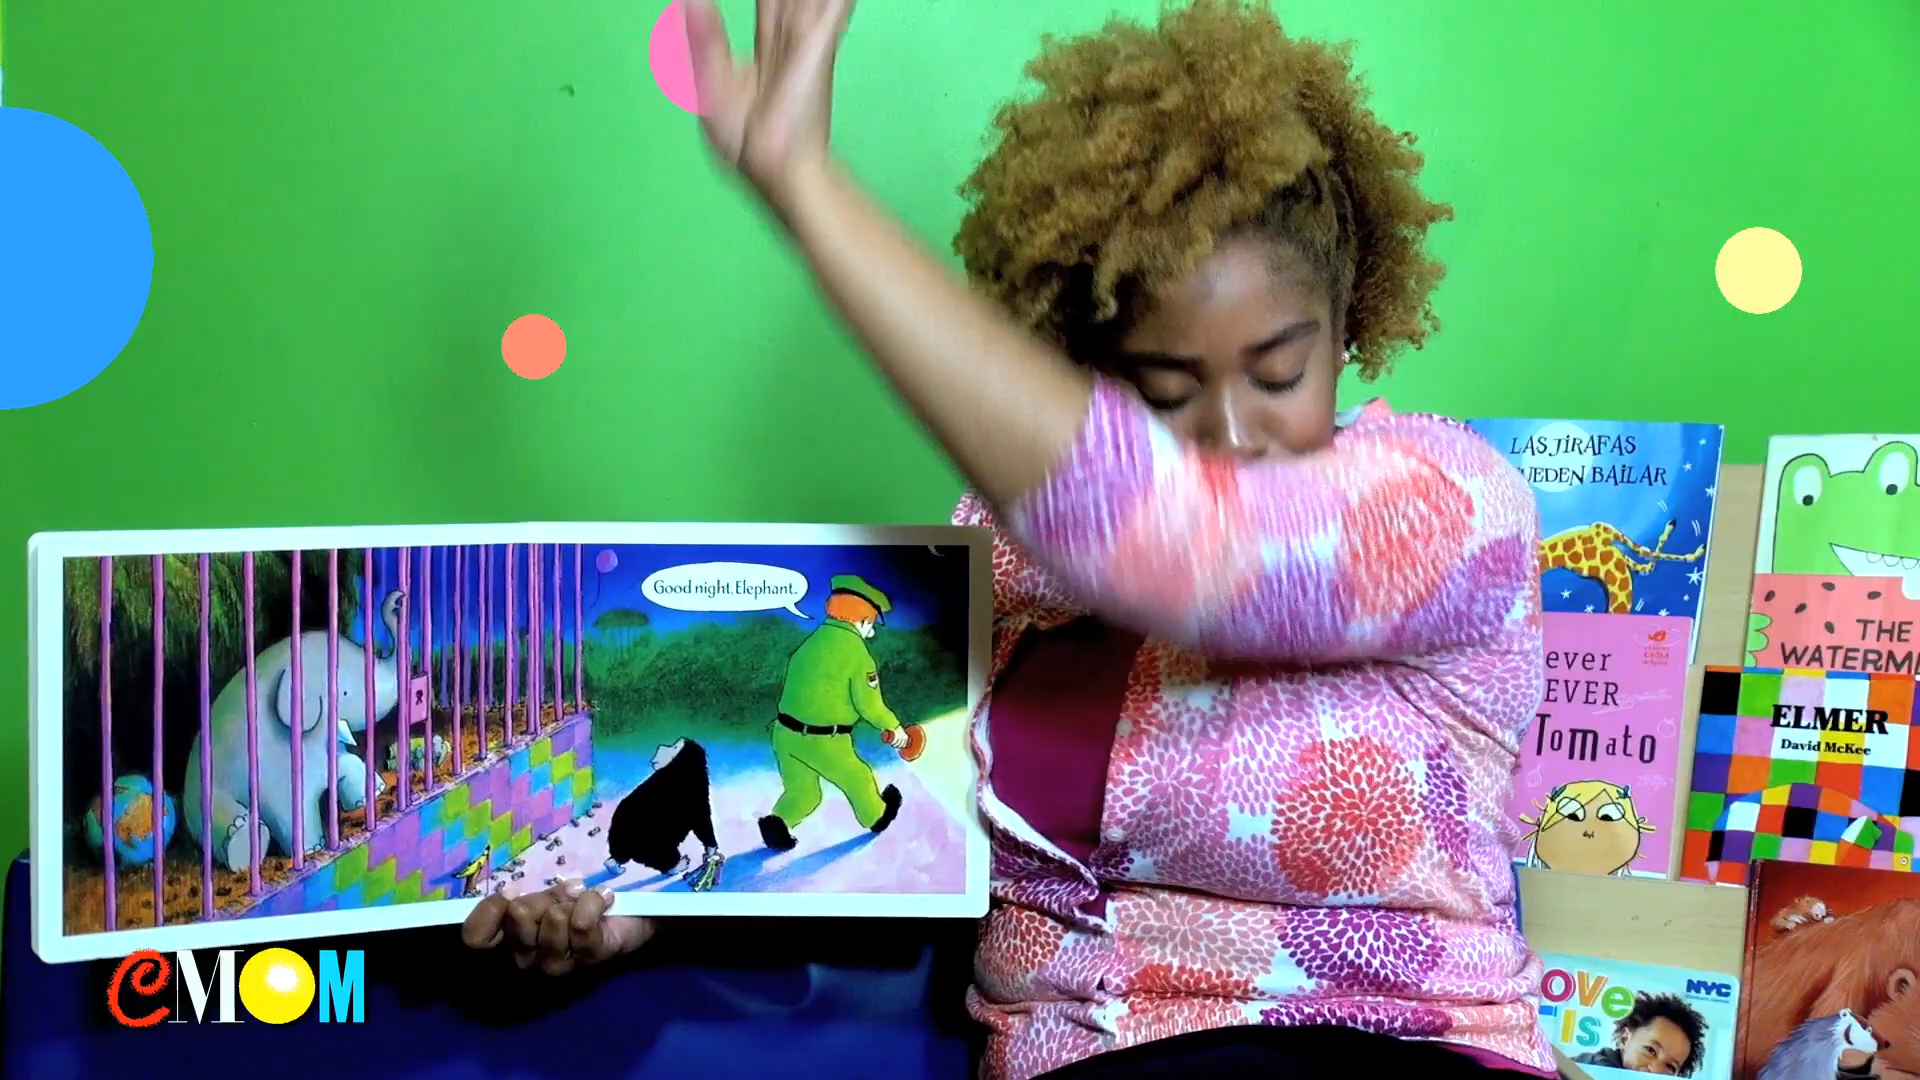 Good night, Elephant.
CMOM
LAS JIRAFAS
UEDEN BAILAR
THE
WATERM
ever
EVER
Tomato
ELMER
David McKee
NYC
OVe
IS